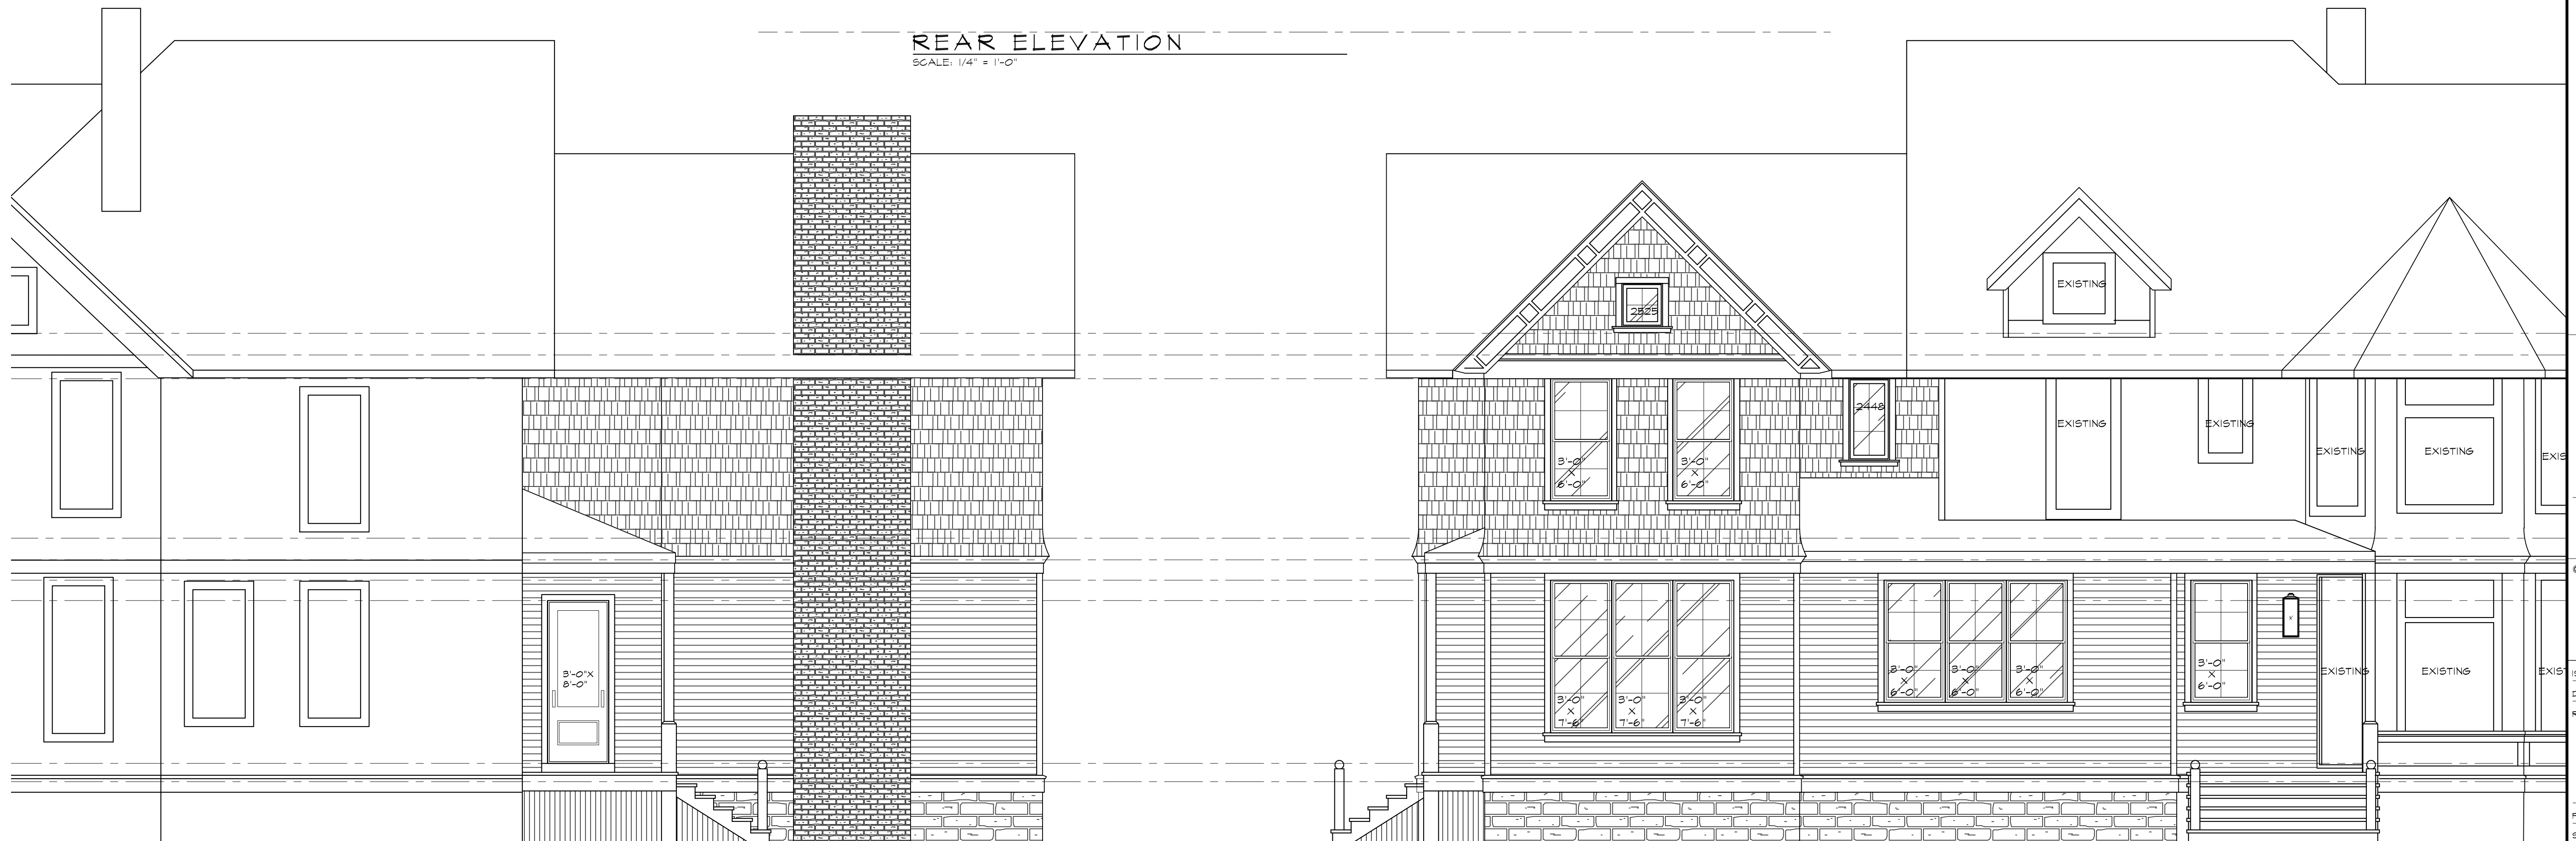 REAR ELEVATION
SCALE: 1/4" = 1'-0"
EXISTING
2525
2448
EXISTING
EXISTING
EXISTING
EXISTING
EXIS
3'-0"
X
6'-0"
3'-0"
X
6'-0"
3'-0"X
8'-0"
3'-0"
X
7'-6"
3'-0"
X
7'-6"
3'-0"
X
7'-6"
3'-0"
X
6'-0"
3'-0"
X
6'-0"
3'-0"
X
6'-0"
3'-0"
X
6'-0"
X
EXISTING
EXISTING
EXIST